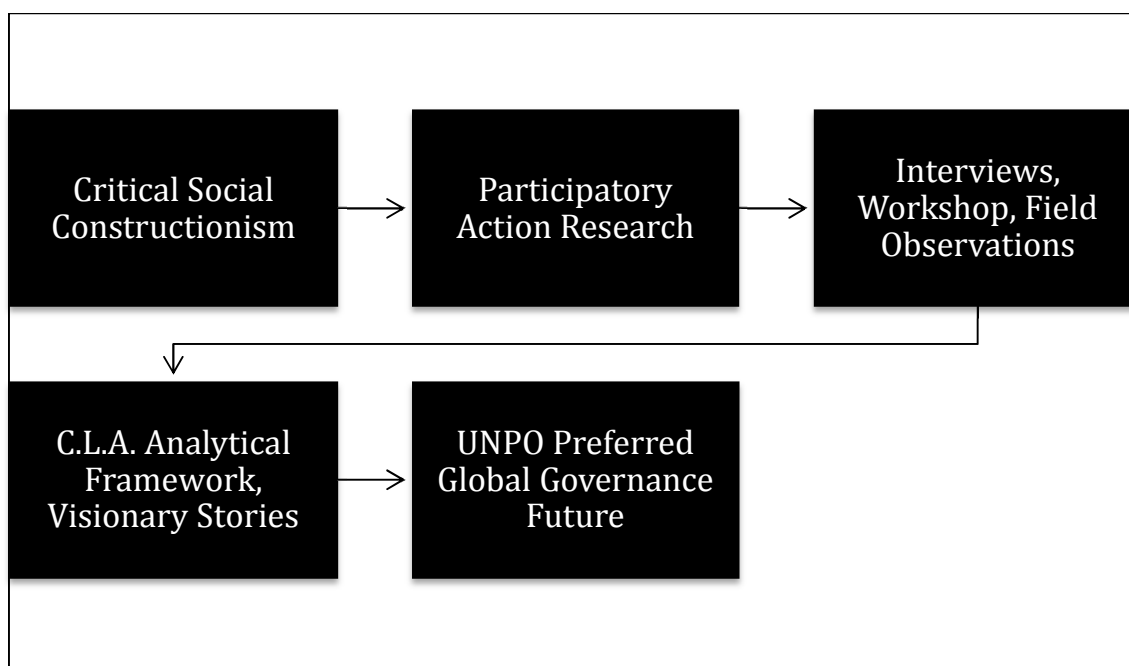 Critical Social
Constructionism
Participatory
Action Research
Interviews,
Workshop, Field
Observations
C.L.A. Analytical
Framework,
Visionary Stories
UNPO Preferred
Global Governance
Future